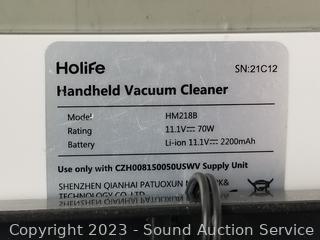 Holife SN:21C12
Handheld Vacuum Cleaner
Model HM218B
Rating 11.1V⎓ 70W
Battery Li-ion 11.1V⎓ 2200mAh
Use only with CZH008150050USWV Supply Unit
SHENZHEN QIANHAI PATUOXUN
TECHNOLOGY CO.,LTD
Copyright 2023 - Sound Auction Service